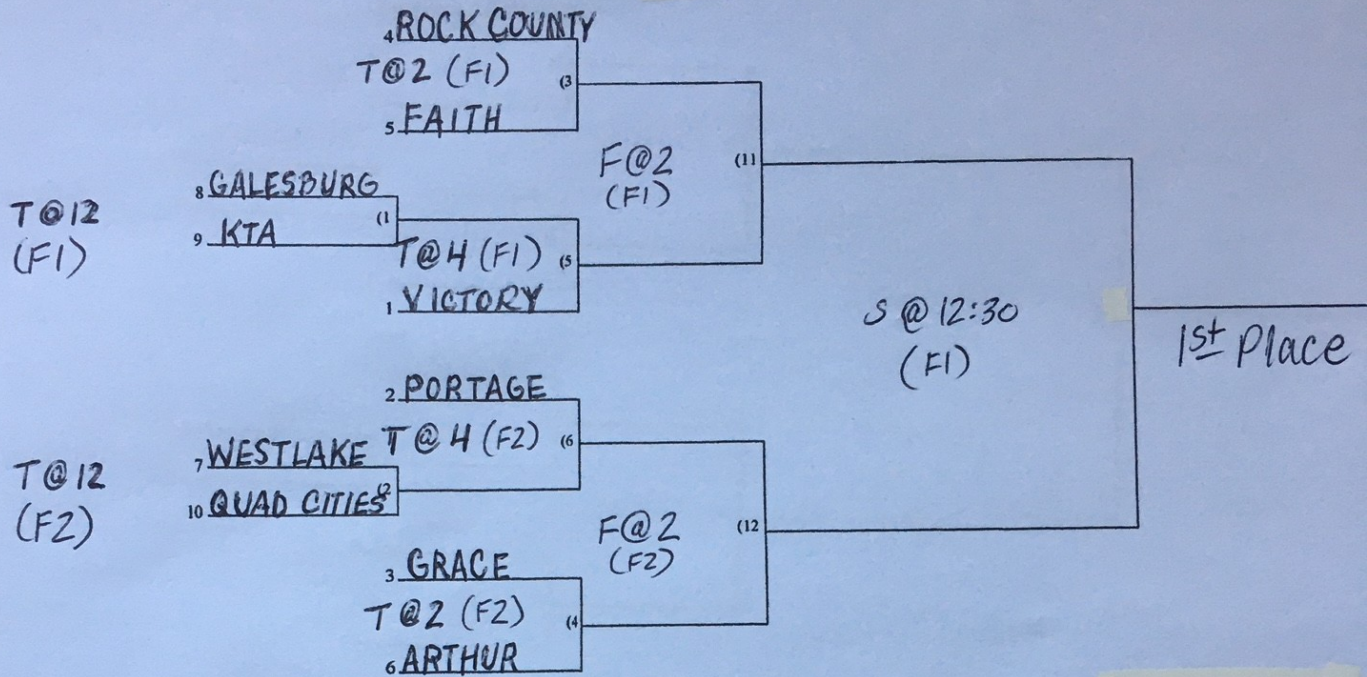 4 ROCK COUNTY
T@2 (F1)
(3
5 FAITH
F@2
(F1)
(11
T@12
(F1)
8 GALESBURG
(1
9 KTA
T@4 (F1)
(5
1 VICTORY
S @ 12:30
(F1)
1st Place
2 PORTAGE
T@4 (F2)
(6
T@12
(F2)
7 WESTLAKE
10 QUAD CITIES
(2
F@2
(F2)
(12
3 GRACE
T@2 (F2)
(4
6 ARTHUR